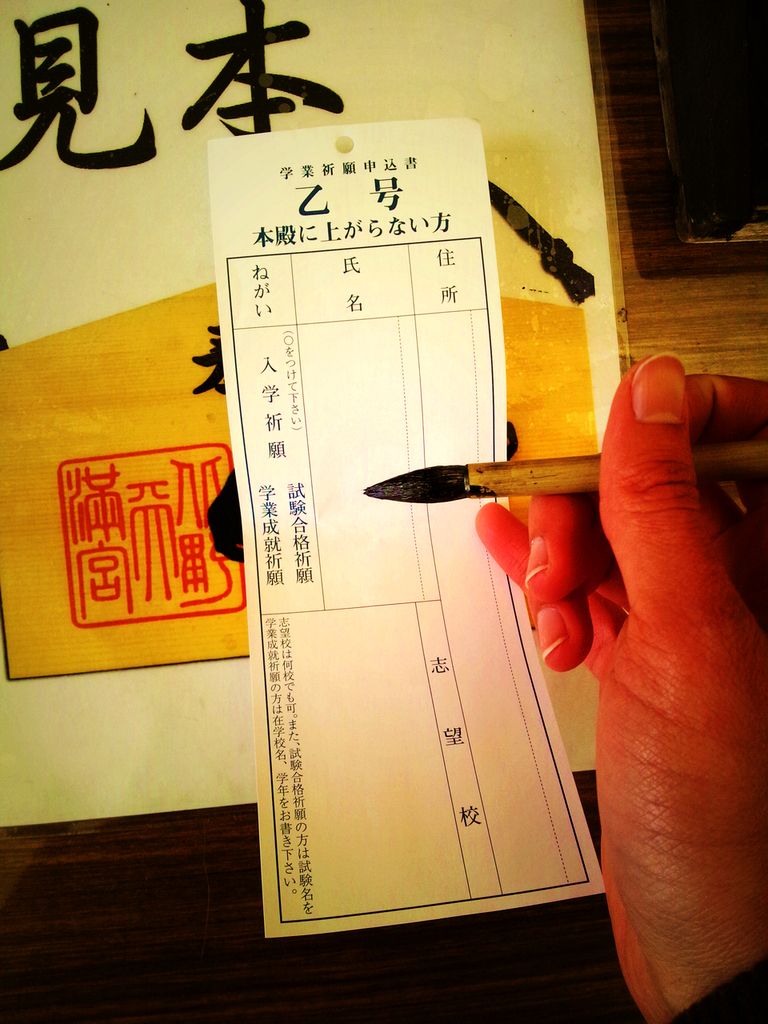 見本
学業祈願申込書
乙号
本殿に上がらない方
住所
氏名
ねがい
(○をつけて下さい)
入学祈願
試験合格祈願
学業成就祈願
志望校
志望校は何校でも可。また、試験合格祈願の方は試験名を
学業成就祈願の方は在学校名、学年をお書き下さい。
天満宮